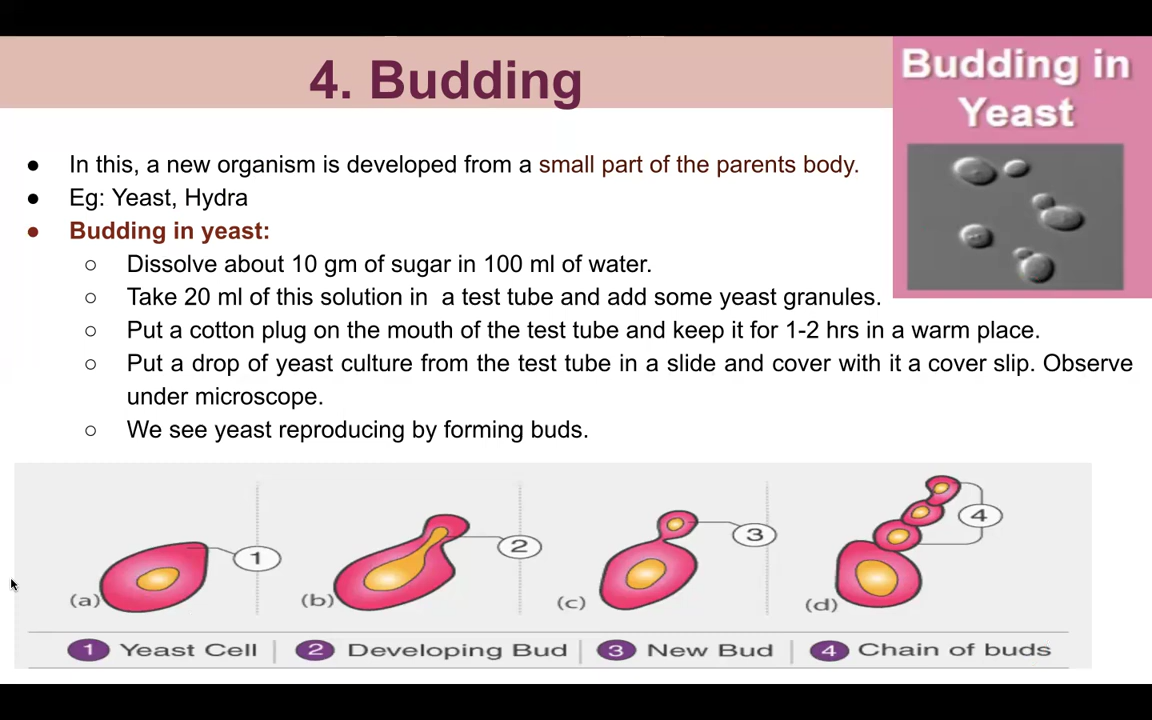 4. Budding
Budding in
Yeast
● In this, a new organism is developed from a small part of the parents body.
● Eg: Yeast, Hydra
● Budding in yeast:
○ Dissolve about 10 gm of sugar in 100 ml of water.
○ Take 20 ml of this solution in a test tube and add some yeast granules.
○ Put a cotton plug on the mouth of the test tube and keep it for 1-2 hrs in a warm place.
○ Put a drop of yeast culture from the test tube in a slide and cover with it a cover slip. Observe
under microscope.
○ We see yeast reproducing by forming buds.
1
2
3
4
(a)
(b)
(c)
(d)
1 Yeast Cell | 2 Developing Bud | 3 New Bud | 4 Chain of buds